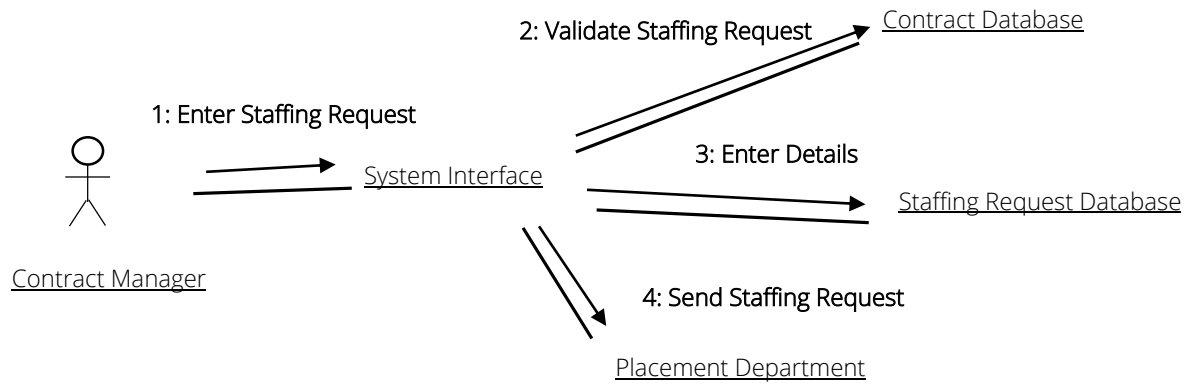 Contract Database
2: Validate Staffing Request
1: Enter Staffing Request
3: Enter Details
System Interface
Staffing Request Database
Contract Manager
4: Send Staffing Request
Placement Department